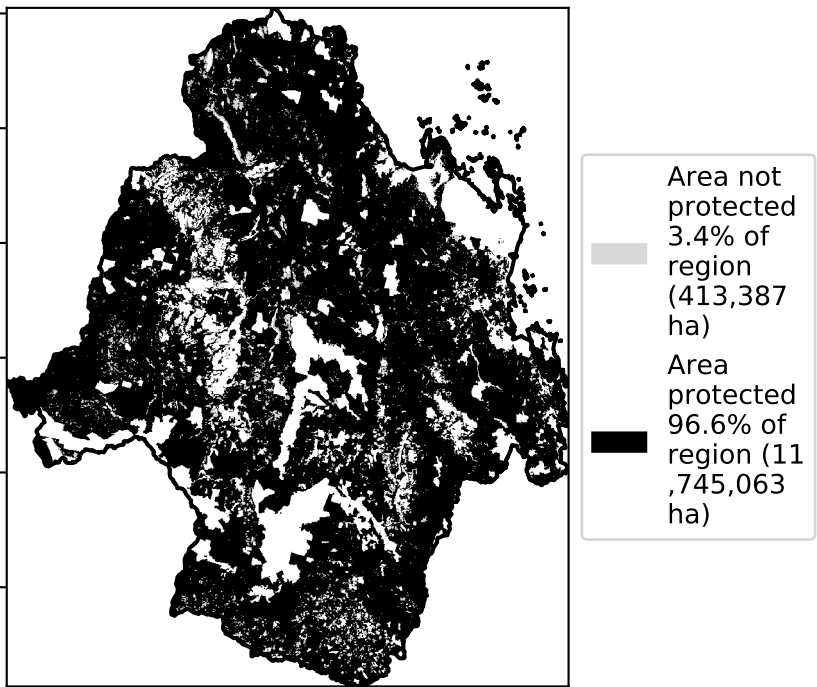 Area not
protected
3.4% of
region
(413,387
ha)
Area
protected
96.6% of
region (11
,745,063
ha)